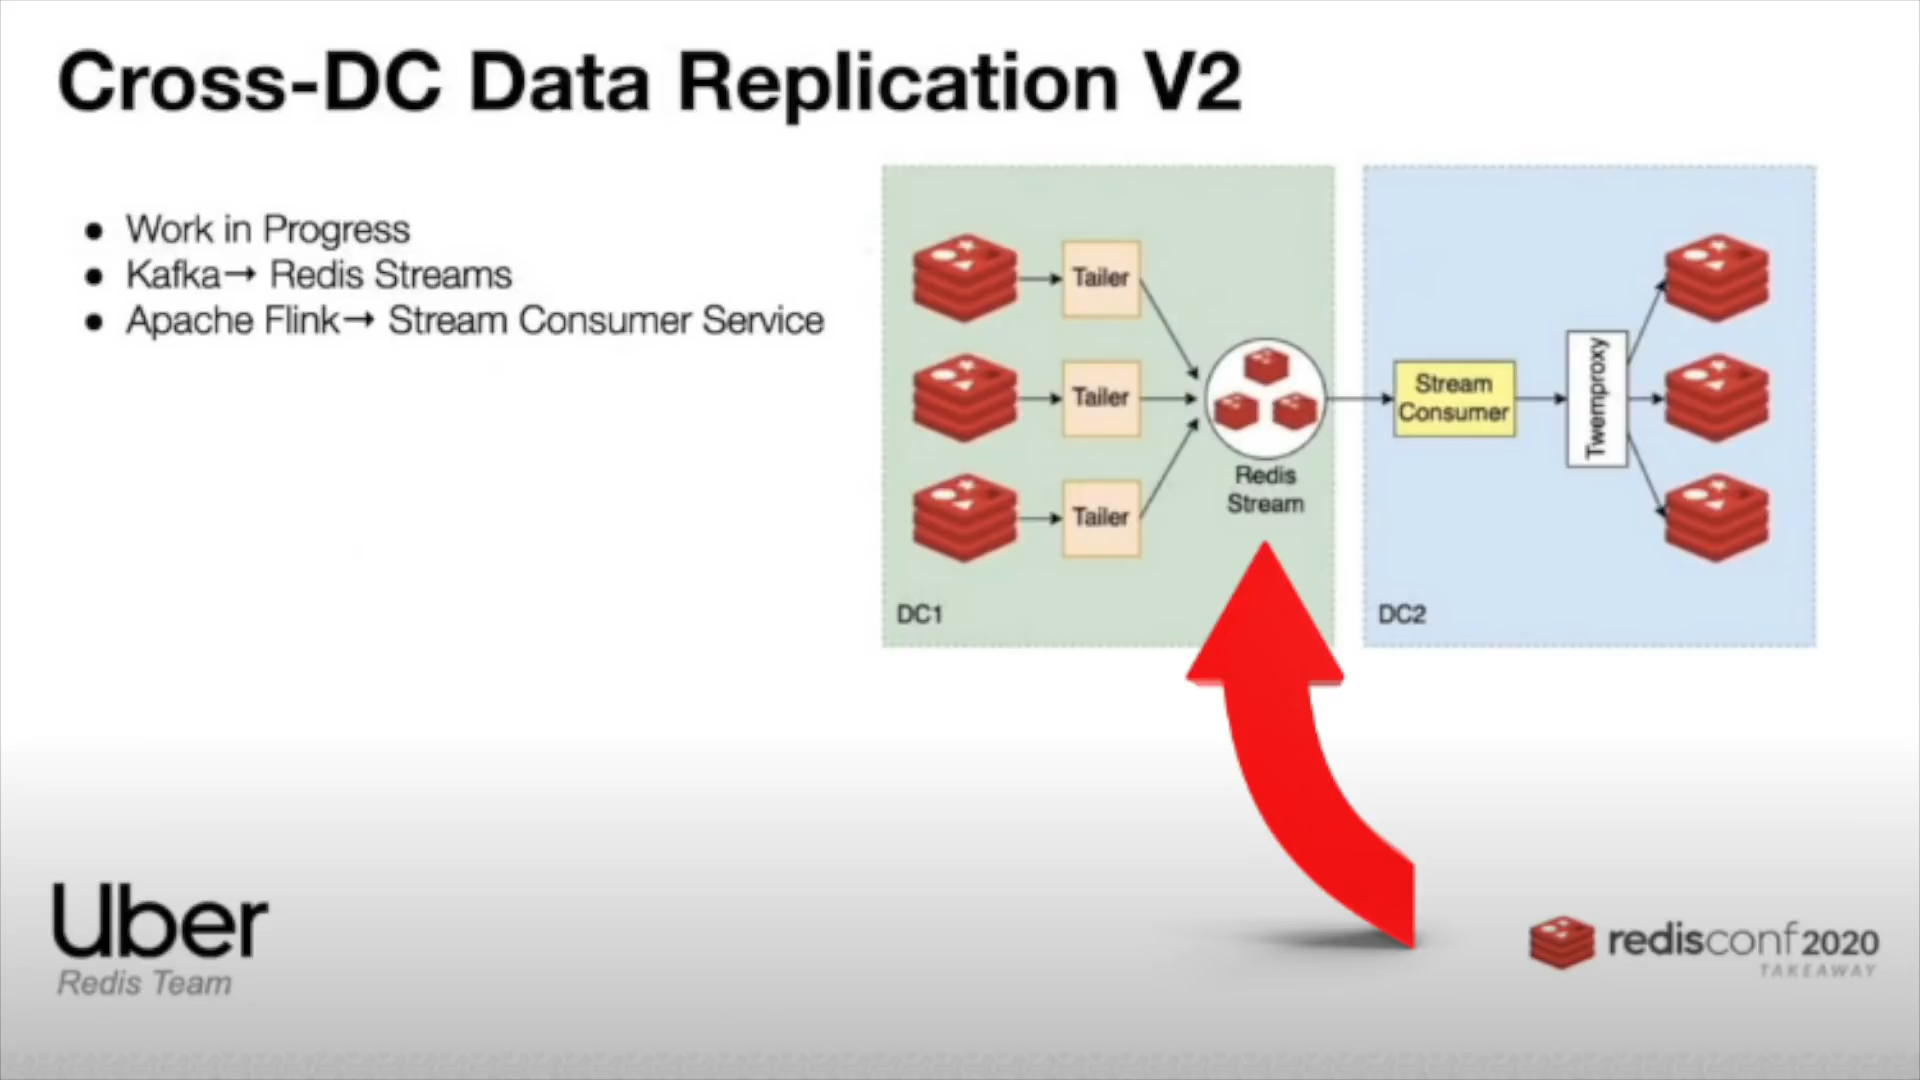 Cross-DC Data Replication V2
● Work in Progress
● Kafka→ Redis Streams
● Apache Flink→ Stream Consumer Service
Tailer
Tailer
Tailer
Redis
Stream
DC1
Stream
Consumer
Twemproxy
DC2
Uber
Redis Team
redisconf2020
TAKEAWAY